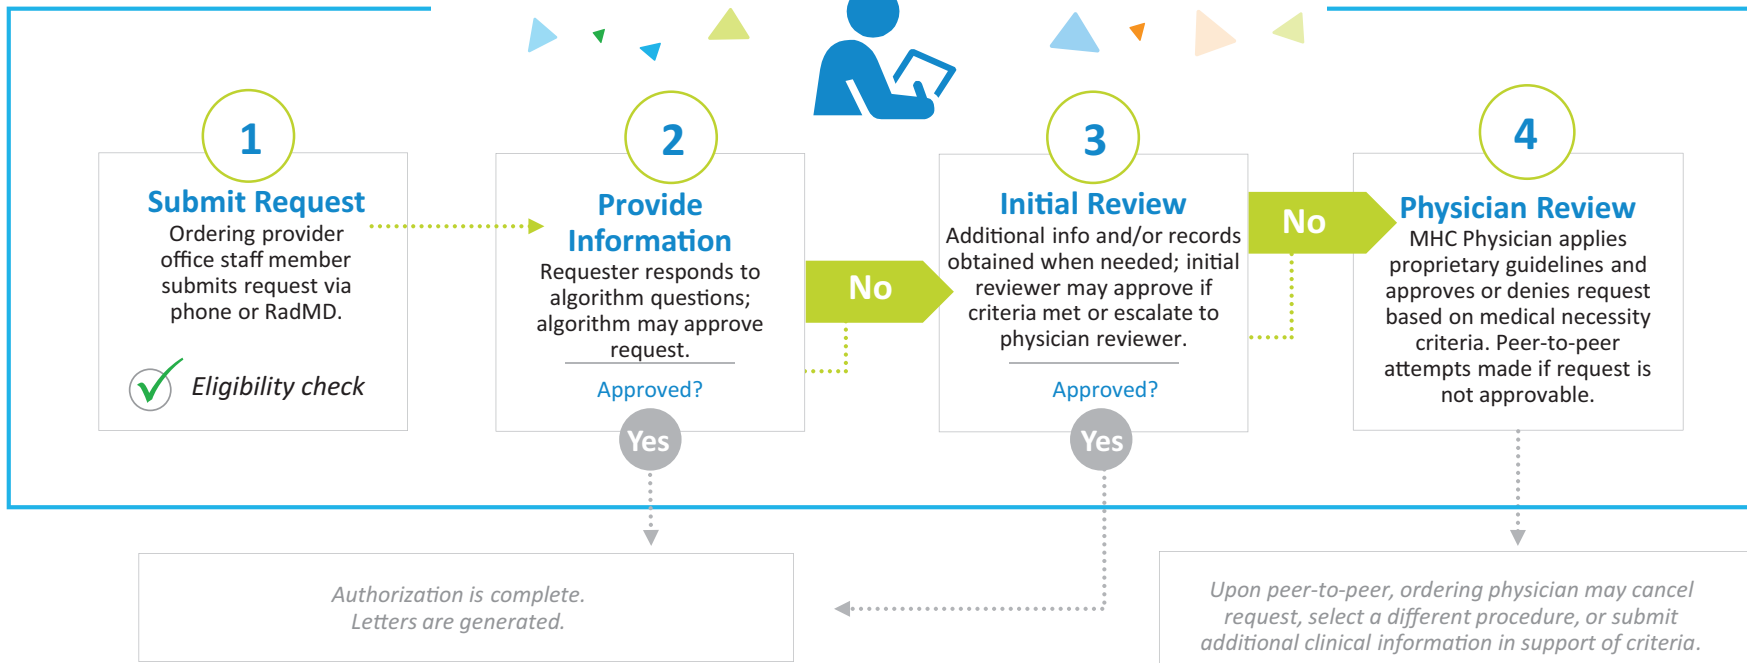 1
Submit Request
Ordering provider
office staff member
submits request via
phone or RadMD.
Eligibility check
2
Provide
Information
Requester responds to
algorithm questions;
algorithm may approve
request.
Approved?
Yes
No
3
Initial Review
Additional info and/or records
obtained when needed; initial
reviewer may approve if
criteria met or escalate to
physician reviewer.
Approved?
Yes
No
4
Physician Review
MHC Physician applies
proprietary guidelines and
approves or denies request
based on medical necessity
criteria. Peer-to-peer
attempts made if request is
not approvable.
Authorization is complete.
Letters are generated.
Upon peer-to-peer, ordering physician may cancel
request, select a different procedure, or submit
additional clinical information in support of criteria.